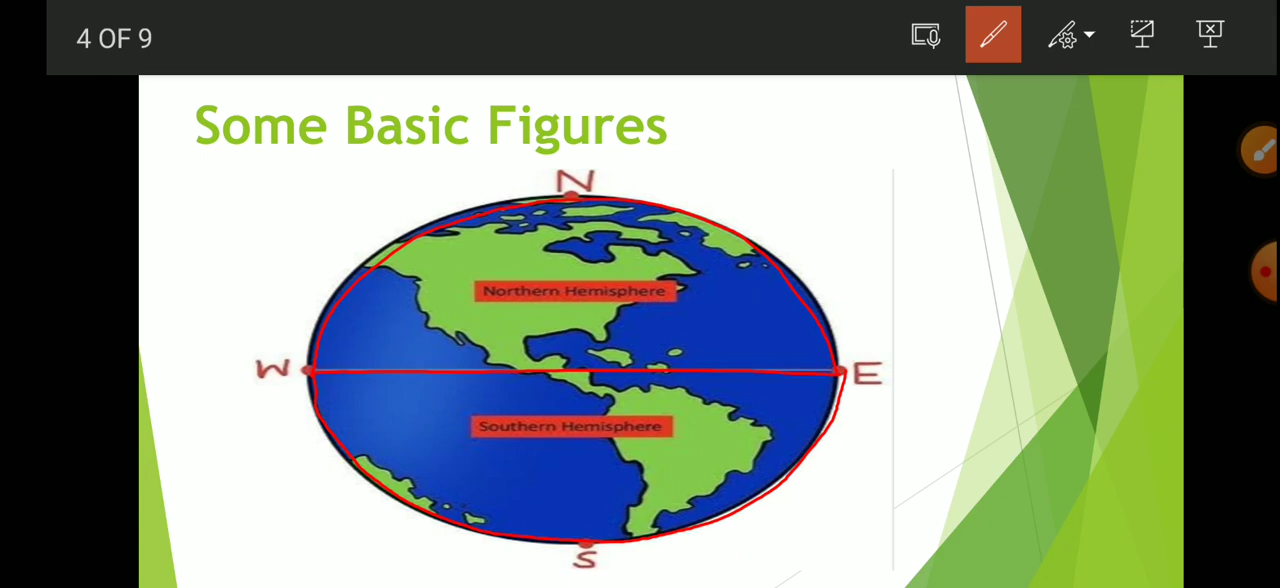 4 OF 9
Some Basic Figures
N
Northern Hemisphere
W
E
Southern Hemisphere
S